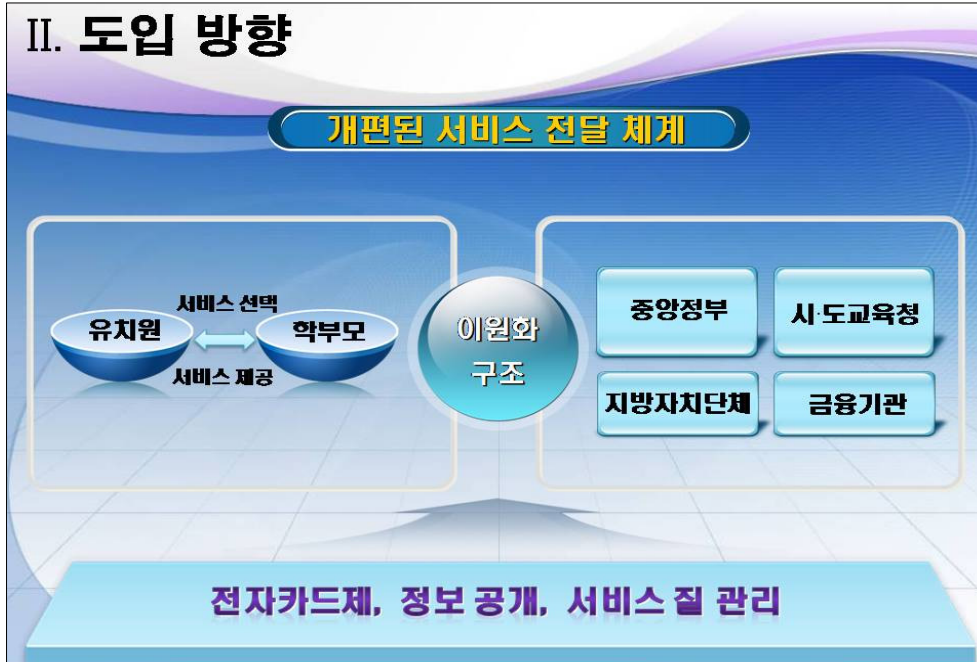 II. 도입 방향
개편된 서비스 전달 체계
서비스 선택
유치원
학부모
서비스 제공
이원화
구조
중앙정부
시·도교육청
지방자치단체
금융기관
전자카드제, 정보 공개, 서비스 질 관리